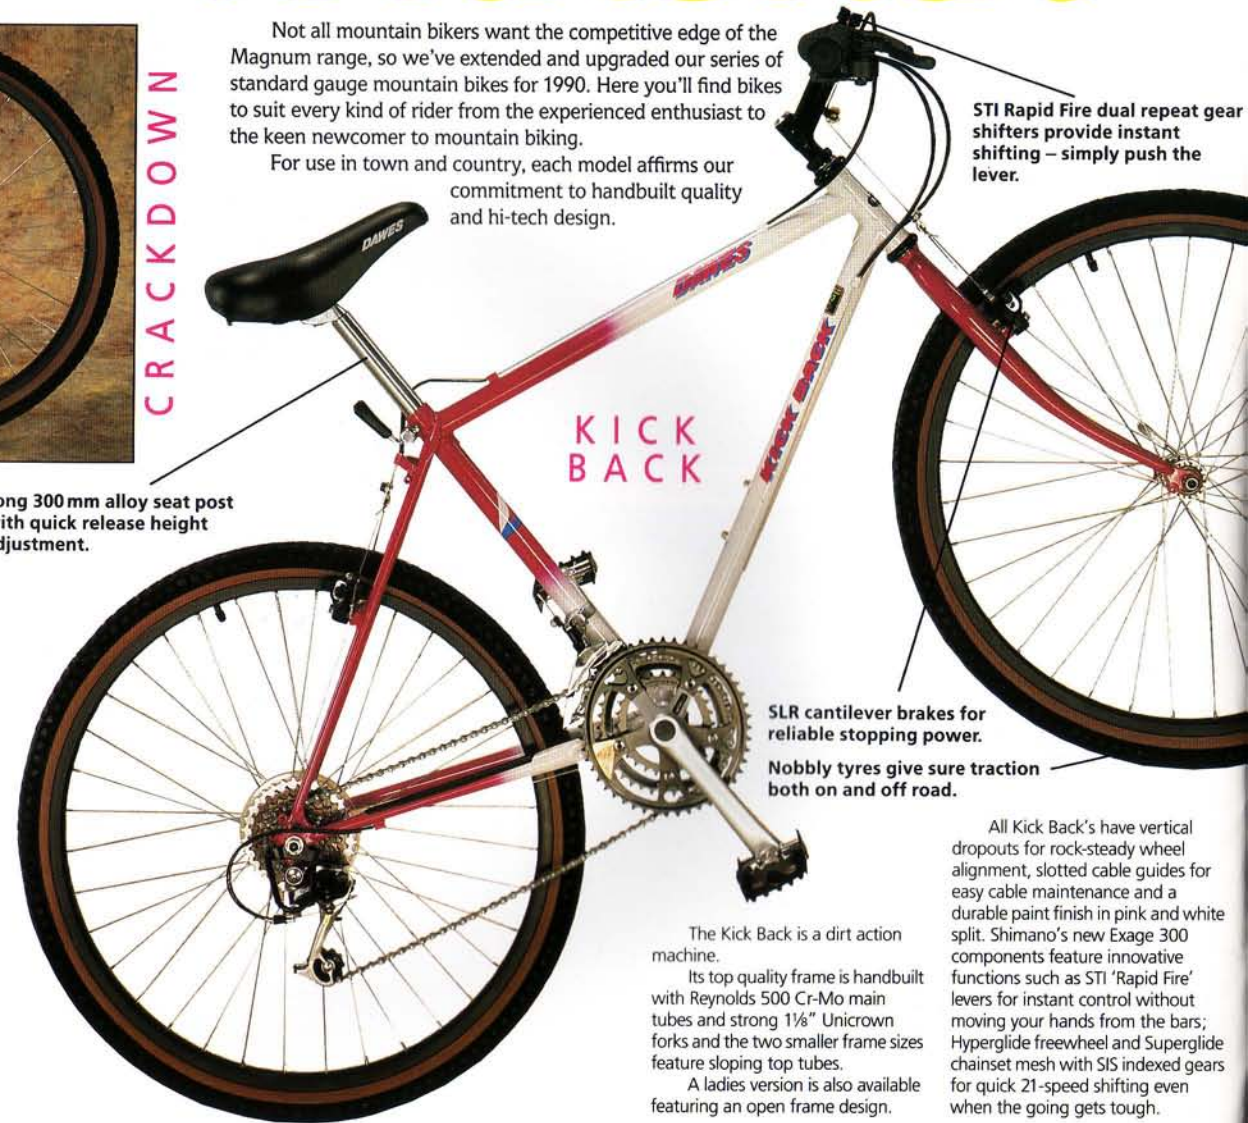 CRACKDOWN
Not all mountain bikers want the competitive edge of the
Magnum range, so we've extended and upgraded our series of
standard gauge mountain bikes for 1990. Here you'll find bikes
to suit every kind of rider from the experienced enthusiast to
the keen newcomer to mountain biking.
For use in town and country, each model affirms our
commitment to handbuilt quality
and hi-tech design.
STI Rapid Fire dual repeat gear
shifters provide instant
shifting – simply push the
lever.
DAWES
DAWES
KICK BACK
KICK
BACK
300 mm alloy seat post
quick release height
SLR cantilever brakes for
reliable stopping power.
Nobbly tyres give sure traction
both on and off road.
The Kick Back is a dirt action
machine.
Its top quality frame is handbuilt
with Reynolds 500 Cr-Mo main
tubes and strong 1⅛" Unicrown
forks and the two smaller frame sizes
feature sloping top tubes.
A ladies version is also available
featuring an open frame design.
All Kick Back's have vertical
dropouts for rock-steady wheel
alignment, slotted cable guides for
easy cable maintenance and a
durable paint finish in pink and white
split. Shimano's new Exage 300
components feature innovative
functions such as STI 'Rapid Fire'
levers for instant control without
moving your hands from the bars;
Hyperglide freewheel and Superglide
chainset mesh with SIS indexed gears
for quick 21-speed shifting even
when the going gets tough.